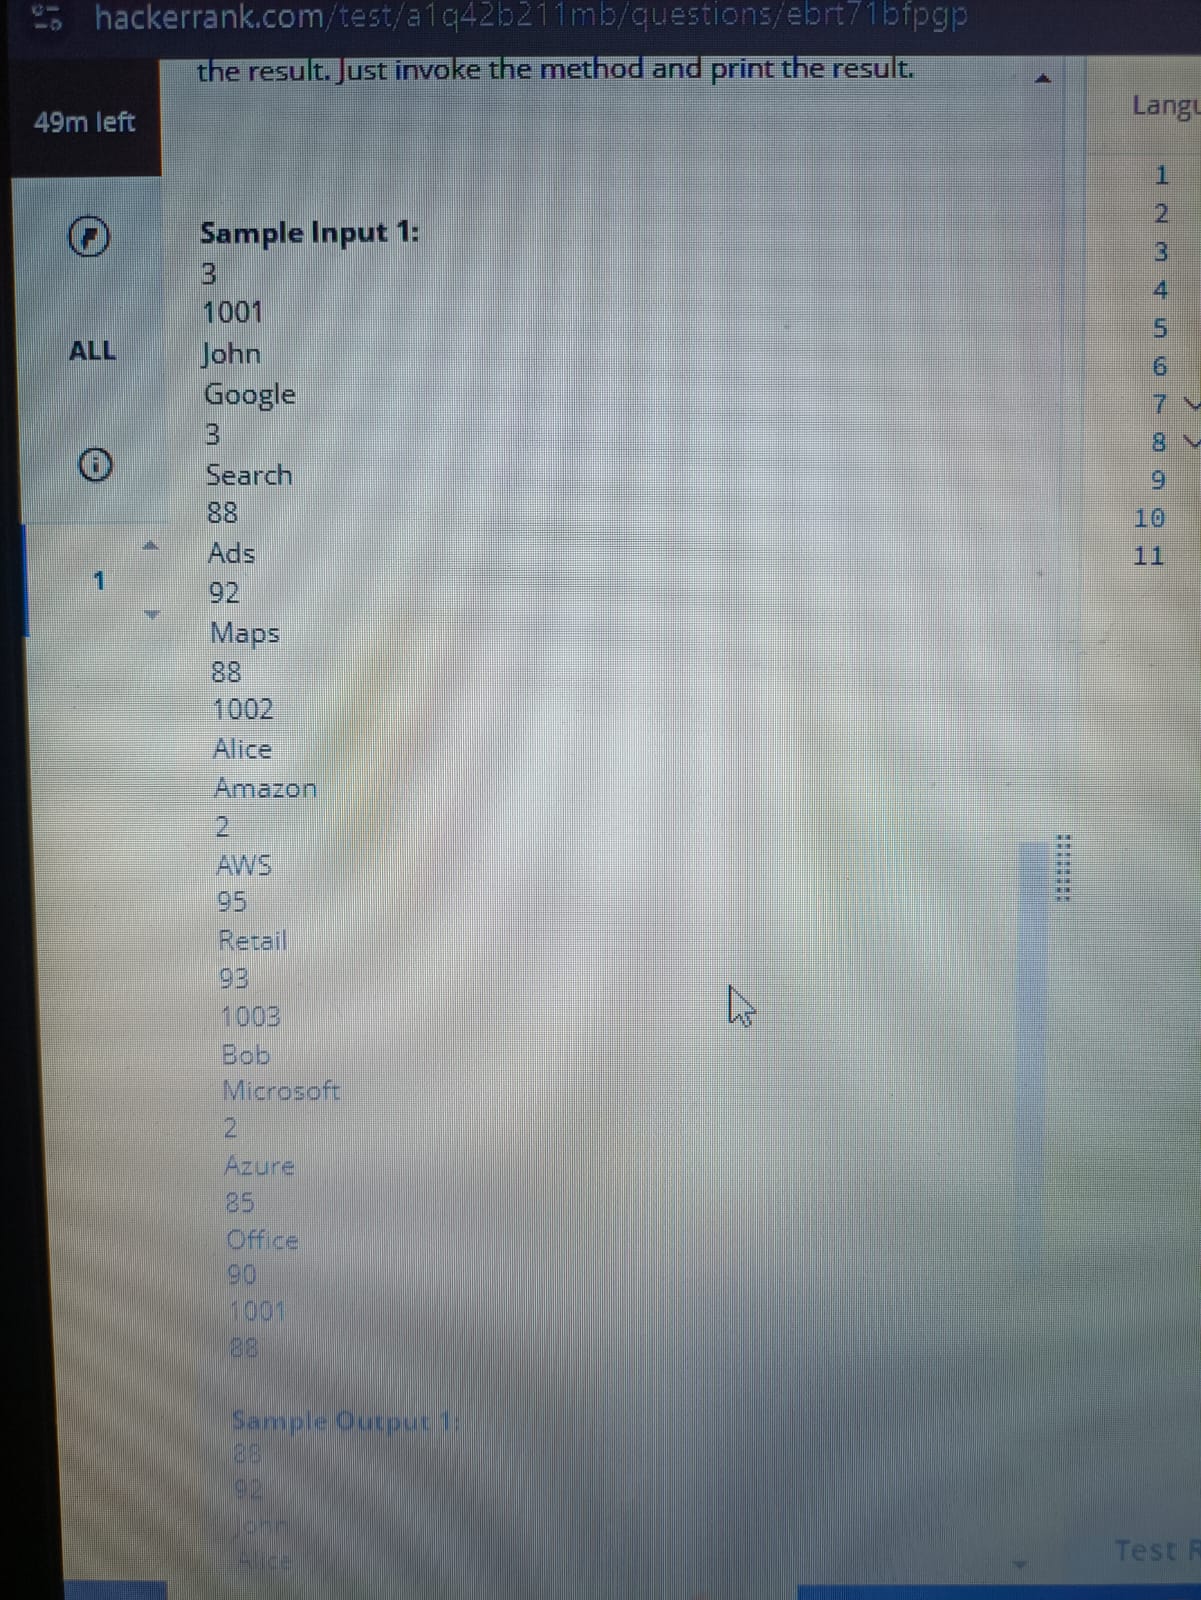 hackerrank.com/test/a1q42b211mb/questions/ebrt71bfpgp
the result. Just invoke the method and print the result.
49m left
Langu
ALL
1
Sample Input 1:
3
1001
John
Google
3
Search
88
Ads
92
Maps
88
1002
Alice
Amazon
2
AWS
95
Retail
93
1003
Bob
Microsoft
2
Azure
85
Office
90
1001
88
Sample Output 1:
88
92
John
Alice
1
2
3
4
5
6
7
8
9
10
11
Test R